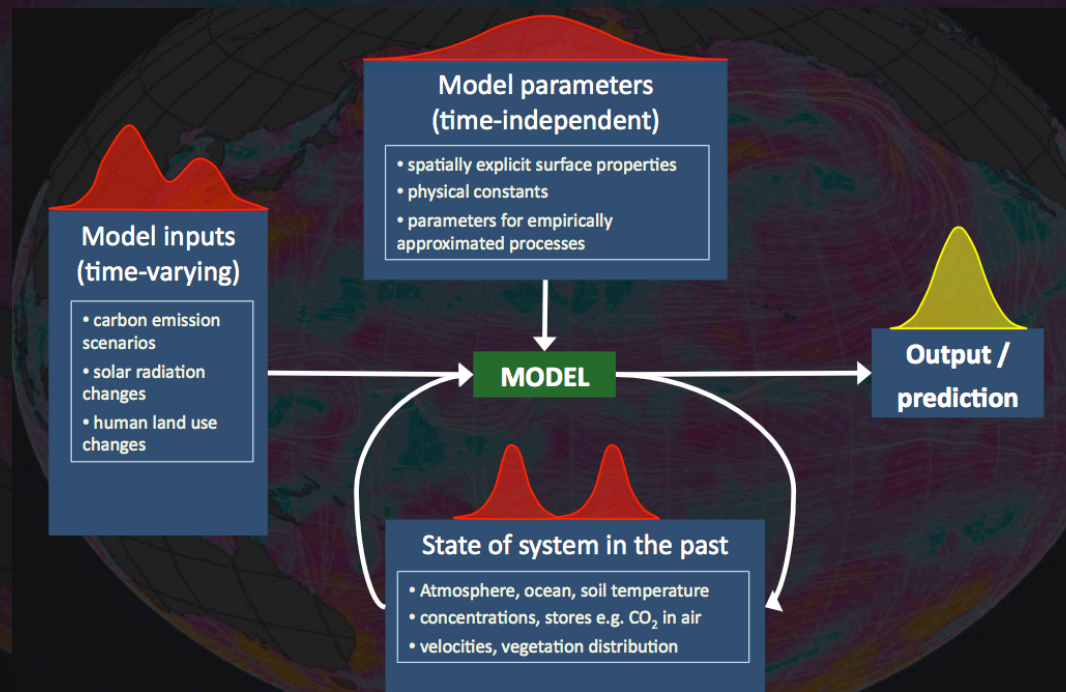 Model parameters
(time-independent)
• spatially explicit surface properties
• physical constants
• parameters for empirically
approximated processes
Model inputs
(time-varying)
• carbon emission
scenarios
• solar radiation
changes
• human land use
changes
MODEL
Output /
prediction
State of system in the past
• Atmosphere, ocean, soil temperature
• concentrations, stores e.g. CO₂ in air
• velocities, vegetation distribution